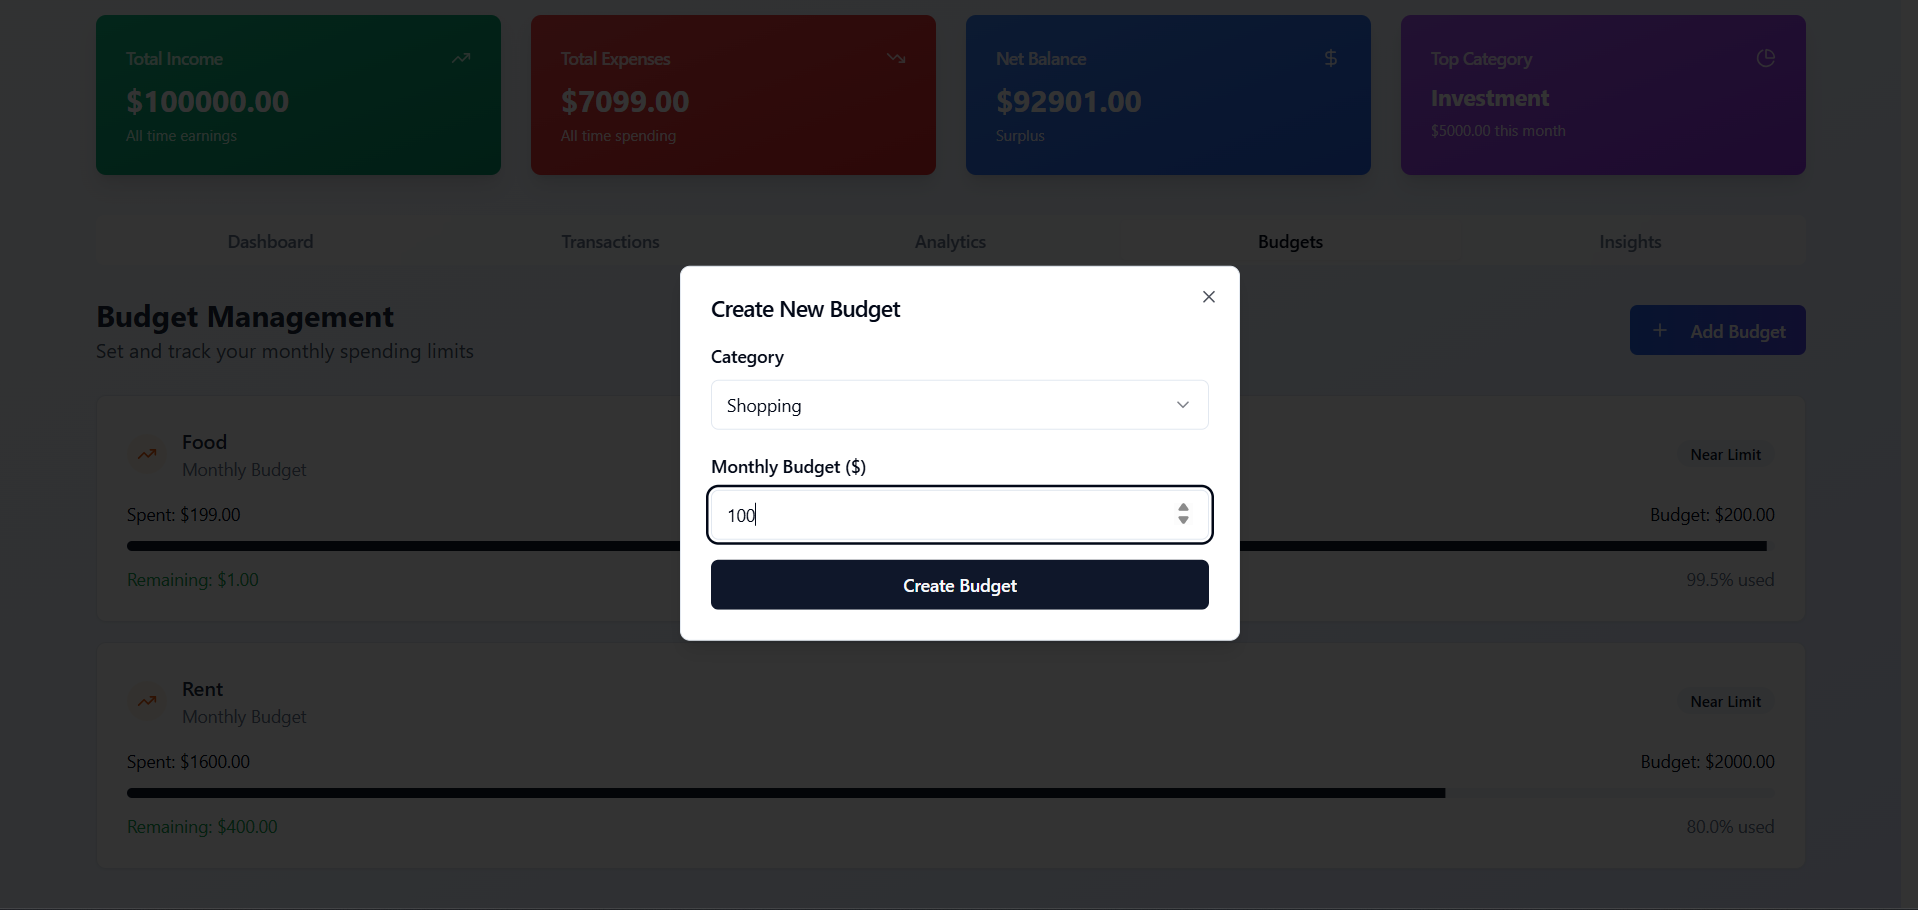 Total Income
$100000.00
All time earnings
Total Expenses
$7099.00
All time spending
Net Balance
$92901.00
Surplus
Top Category
Investment
$5000.00 this month
Dashboard
Transactions
Analytics
Budgets
Insights
Budget Management
Set and track your monthly spending limits
+ Add Budget
Create New Budget
Category
Shopping
Monthly Budget ($)
100
Create Budget
Food
Monthly Budget
Near Limit
Spent: $199.00
Budget: $200.00
Remaining: $1.00
99.5% used
Rent
Monthly Budget
Near Limit
Spent: $1600.00
Budget: $2000.00
Remaining: $400.00
80.0% used